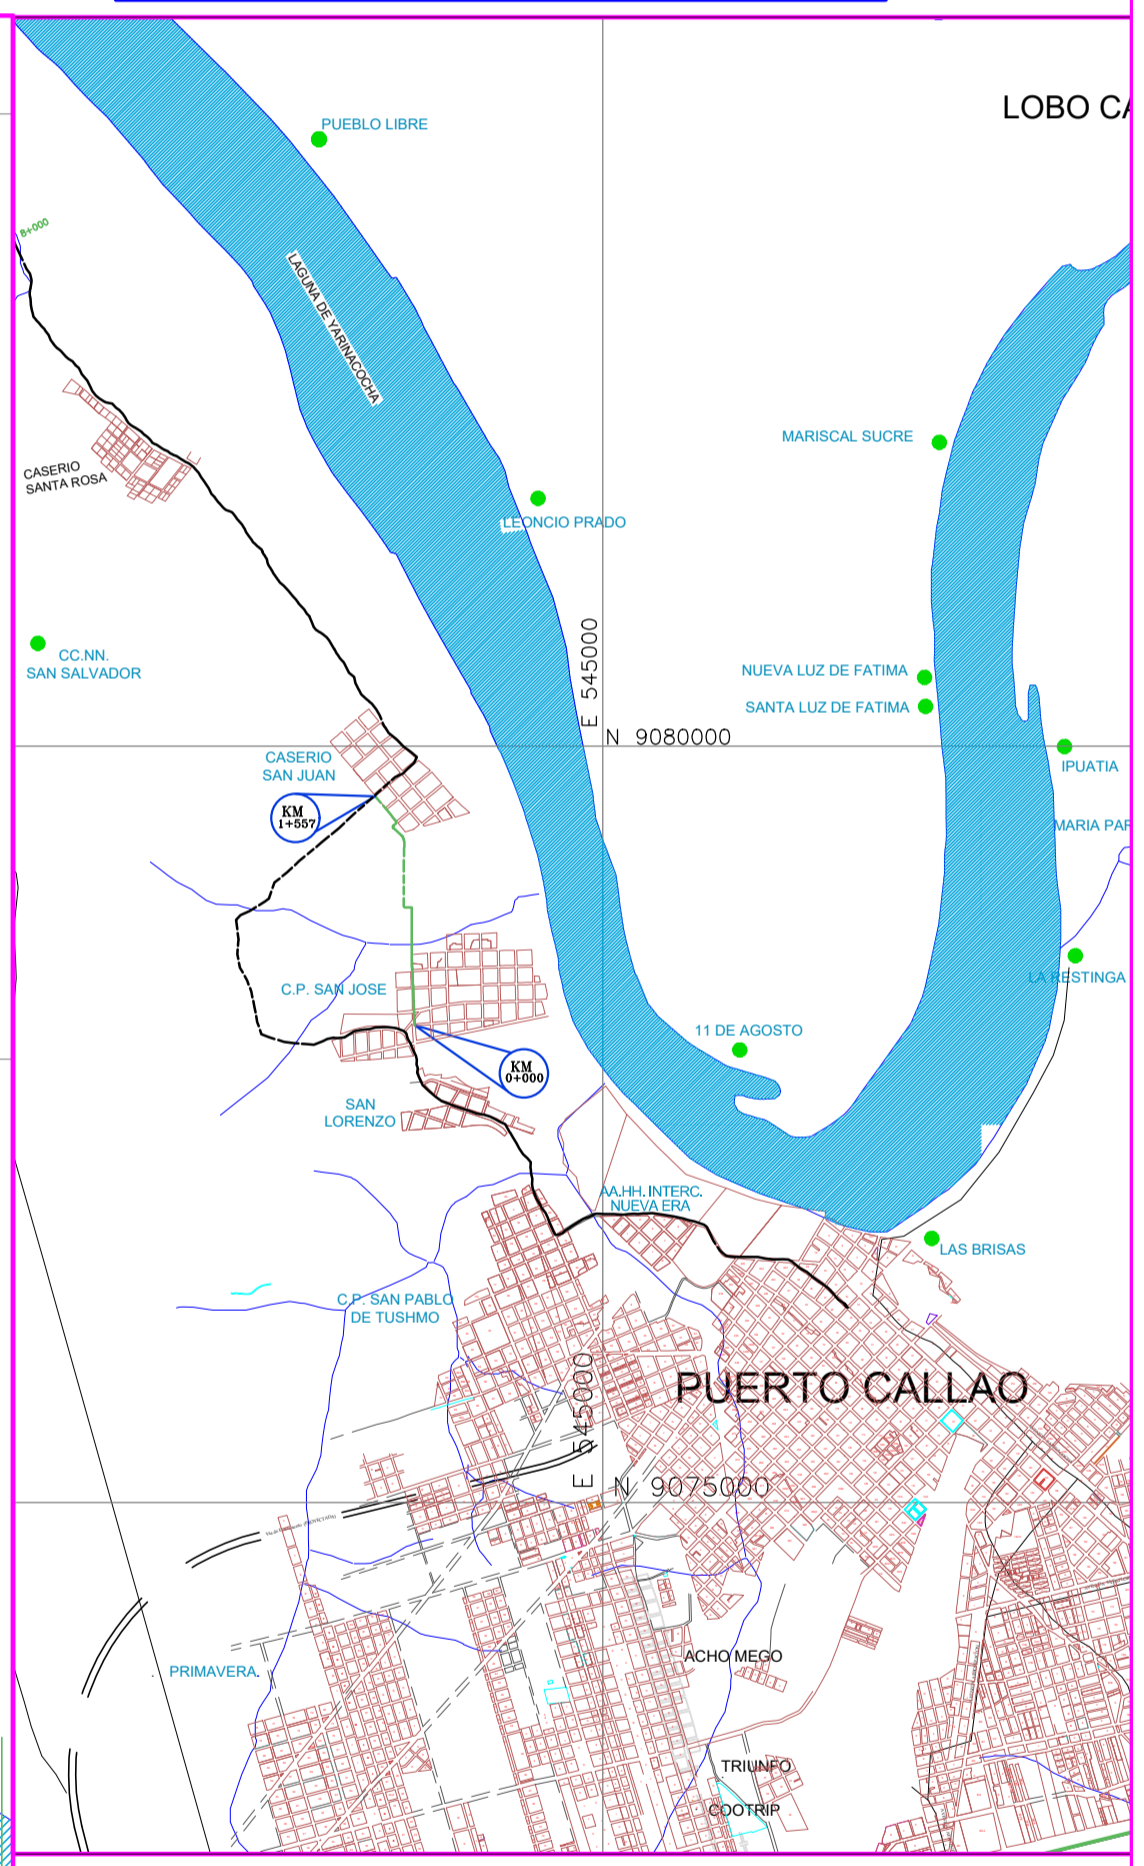 LOBO CA
PUEBLO LIBRE
8+000
LAGUNA DE YARINACOCHA
MARISCAL SUCRE
CASERIO
SANTA ROSA
LEONCIO PRADO
CC.NN.
SAN SALVADOR
E 545000
NUEVA LUZ DE FATIMA
SANTA LUZ DE FATIMA
N 9080000
CASERIO
SAN JUAN
IPUATIA
KM
1+557
MARIA PAR
C.P. SAN JOSE
LA RESTINGA
11 DE AGOSTO
KM
0+000
SAN
LORENZO
AA.HH. INTERC.
NUEVA ERA
LAS BRISAS
C.P. SAN PABLO
DE TUSHMO
PUERTO CALLAO
E 545000
N 9075000
ACHO MEGO
PRIMAVERA.
TRIUNFO
COOTRIP